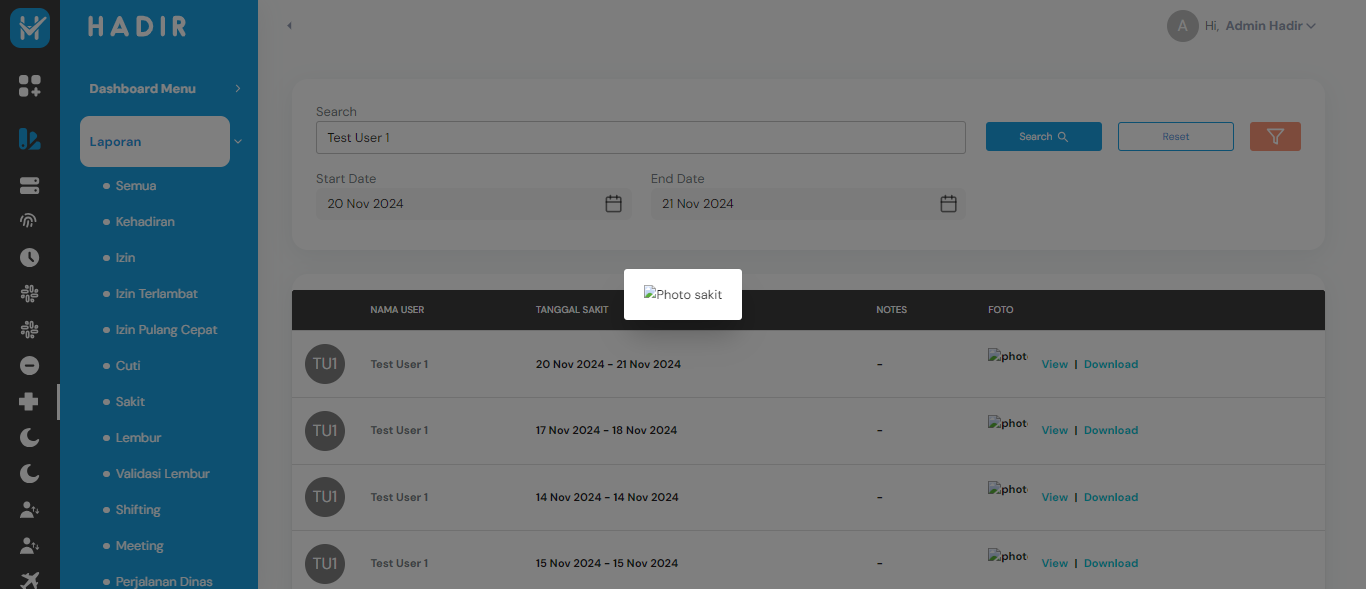 HADIR
Hi, Admin Hadir
A
Dashboard Menu
Laporan
Semua
Kehadiran
Izin
Izin Terlambat
Izin Pulang Cepat
Cuti
Sakit
Lembur
Validasi Lembur
Shifting
Meeting
Perjalanan Dinas
Search
Test User 1
Search
Reset
Start Date
End Date
20 Nov 2024
21 Nov 2024
Photo sakit
NAMA USER TANGGAL SAKIT NOTES FOTO
TU1 Test User 1 20 Nov 2024 - 21 Nov 2024 - phot View | Download
TU1 Test User 1 17 Nov 2024 - 18 Nov 2024 - phot View | Download
TU1 Test User 1 14 Nov 2024 - 14 Nov 2024 - phot View | Download
TU1 Test User 1 15 Nov 2024 - 15 Nov 2024 - phot View | Download